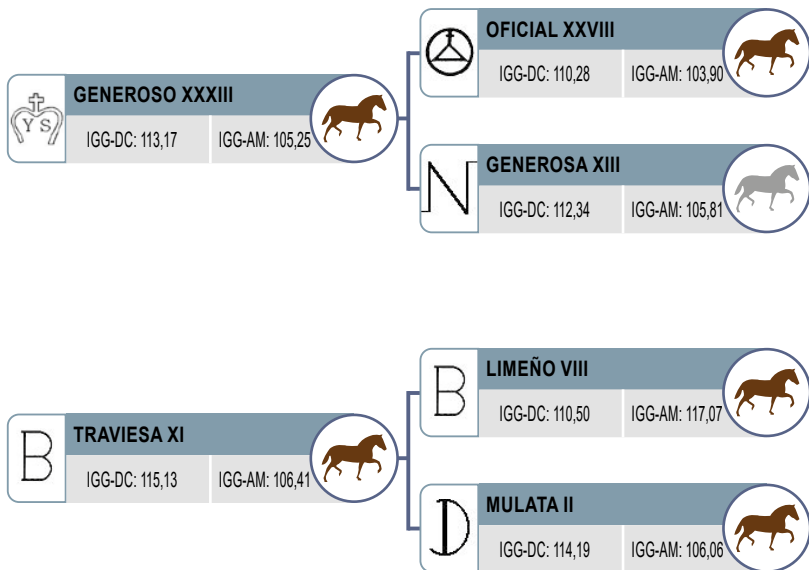 OFICIAL XXVIII
IGG-DC: 110,28 IGG-AM: 103,90
GENEROSO XXXIII
Y S
IGG-DC: 113,17 IGG-AM: 105,25
GENEROSA XIII
N
IGG-DC: 112,34 IGG-AM: 105,81
LIMEÑO VIII
B
IGG-DC: 110,50 IGG-AM: 117,07
TRAVIESA XI
B
IGG-DC: 115,13 IGG-AM: 106,41
MULATA II
D
IGG-DC: 114,19 IGG-AM: 106,06